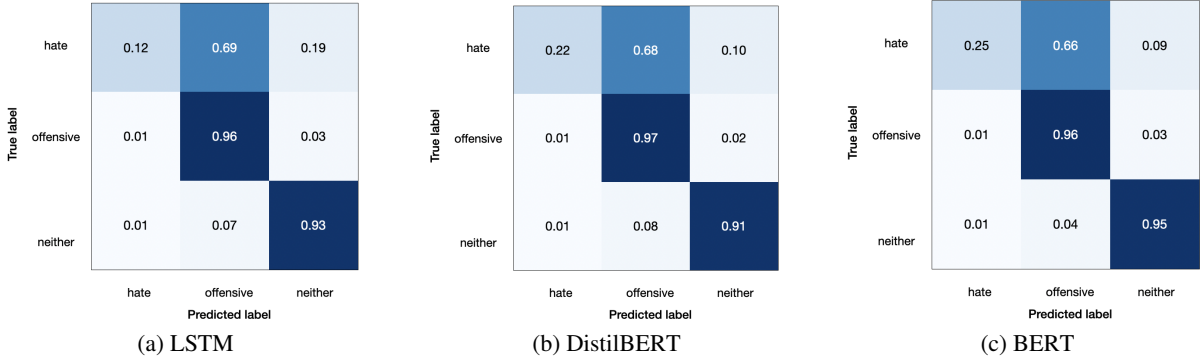 True label
hate
0.12 0.69 0.19
offensive
0.01 0.96 0.03
neither
0.01 0.07 0.93
hate offensive neither
Predicted label
(a) LSTM
True label
hate
0.22 0.68 0.10
offensive
0.01 0.97 0.02
neither
0.01 0.08 0.91
hate offensive neither
Predicted label
(b) DistilBERT
True label
hate
0.25 0.66 0.09
offensive
0.01 0.96 0.03
neither
0.01 0.04 0.95
hate offensive neither
Predicted label
(c) BERT